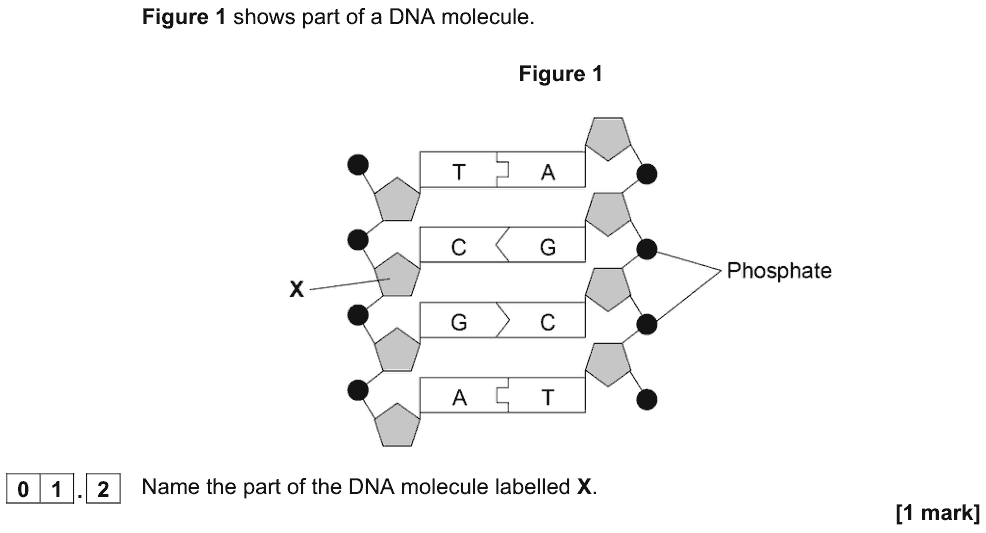 Figure 1 shows part of a DNA molecule.
Figure 1
T A
C G
X
Phosphate
G C
A T
0 1 . 2 Name the part of the DNA molecule labelled X.
[1 mark]